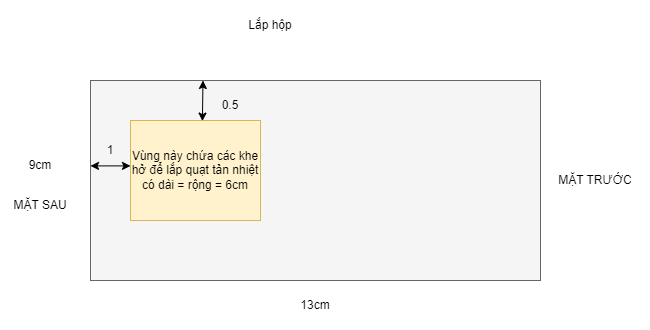 Lắp hộp
0.5
1
Vùng này chứa các khe
hở để lắp quạt tản nhiệt
có dài = rộng = 6cm
9cm
MẶT SAU
MẶT TRƯỚC
13cm